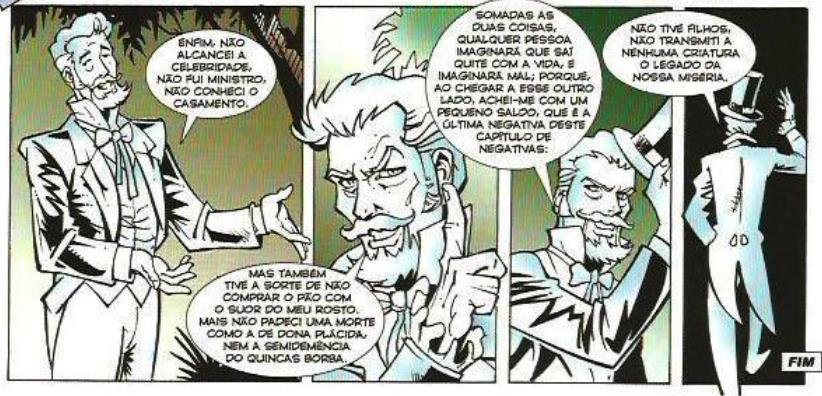 ENFIM, NÃO
ALCANCEI A
CELEBRIDADE,
NÃO FUI MINISTRO,
NÃO CONHECI O
CASAMENTO.
MAS TAMBÉM
TIVE A SORTE DE NÃO
COMPRAR O PÃO COM
O SUOR DO MEU ROSTO.
MAIS NÃO PADECI UMA MORTE
COMO A DE DONA PLÁCIDA,
NEM A SEMIDEMÊNCIA
DO QUINCAS BORBA.
SOMADAS AS
DUAS COISAS,
QUALQUER PESSOA
IMAGINARÁ QUE SAÍ
QUITE COM A VIDA, E
IMAGINARÁ MAL; PORQUE,
AO CHEGAR A ESSE OUTRO
LADO, ACHEI-ME COM UM
PEQUENO SALDO, QUE É A
ÚLTIMA NEGATIVA DESTE
CAPÍTULO DE
NEGATIVAS:
NÃO TIVE FILHOS,
NÃO TRANSMITI A
NENHUMA CRIATURA
O LEGADO DA
NOSSA MISÉRIA.
FIM